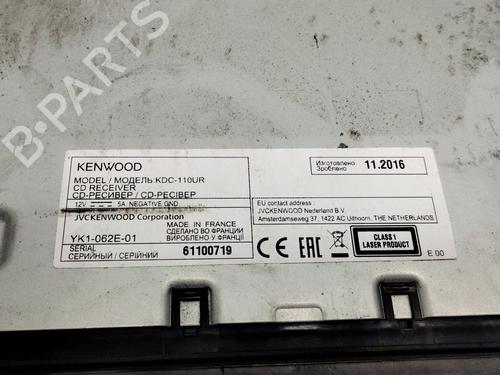 B-PARTS
KENWOOD
MODEL / МОДЕЛЬ:KDC-110UR
CD RECEIVER
CD-РЕСИВЕР / CD-РЕСІВЕР
12V ⎓ 5A NEGATIVE GND
JVCKENWOOD Corporation
MADE IN FRANCE
СДЕЛАНО ВО ФРАНЦИИ
ВИРОБЛЕНО У ФРАНЦІЇ
YK1-062E-01
SERIAL
СЕРИЙНЫЙ / СЕРІЙНИЙ
61100719
Изготовлено
Зроблено
11.2016
EU contact address
JVCKENWOOD Nederland B.V.
Amsterdamseweg 37, 1422 AC Uithoorn, THE NETHERLANDS
CE EAC
CLASS 1
LASER PRODUCT
E 00